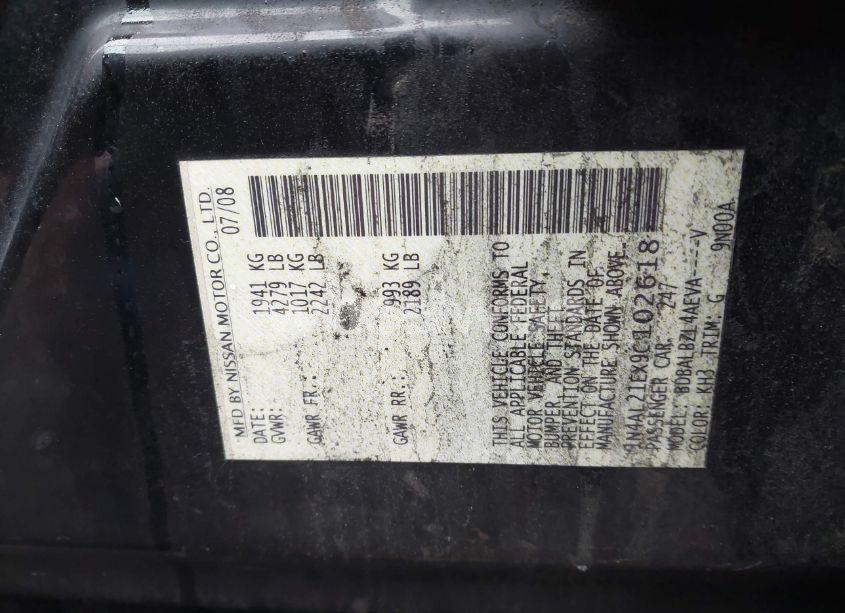 MFD BY NISSAN MOTOR CO., LTD.
DATE: 07/08
GVWR: 1941 KG
4279 LB
GAWR FR.: 1017 KG
2242 LB
GAWR RR.: 993 KG
2189 LB
THIS VEHICLE CONFORMS TO
ALL APPLICABLE FEDERAL
MOTOR VEHICLE SAFETY
BUMPER, AND THEFT
PREVENTION STANDARDS IN
EFFECT ON THE DATE OF
MANUFACTURE SHOWN ABOVE.
1N4AL21EX9C102618
PASSENGER CAR, 247
MODEL: BDBALBZL4AEVA----V
COLOR: KH3 TRIM: G 9N00A